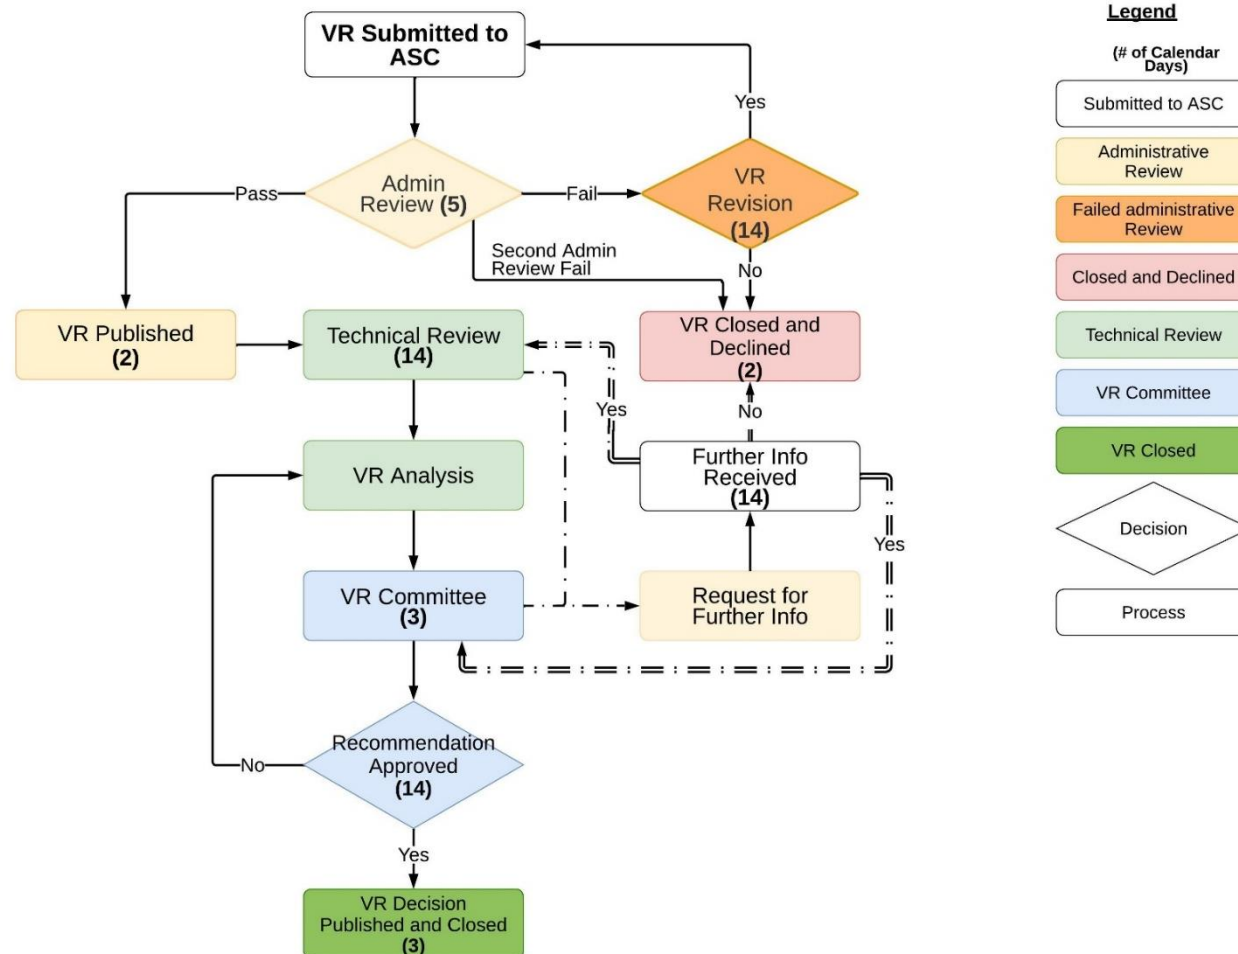 VR Submitted to
ASC
Yes
Admin
Review (5)
Pass
Fail
VR
Revision
(14)
Second Admin
Review Fail
No
VR Published
(2)
Technical Review
(14)
VR Closed and
Declined
(2)
Yes
No
VR Analysis
Further Info
Received
(14)
Yes
VR Committee
(3)
Request for
Further Info
Recommendation
Approved
(14)
No
Yes
VR Decision
Published and Closed
(3)
Legend
(# of Calendar
Days)
Submitted to ASC
Administrative
Review
Failed administrative
Review
Closed and Declined
Technical Review
VR Committee
VR Closed
Decision
Process